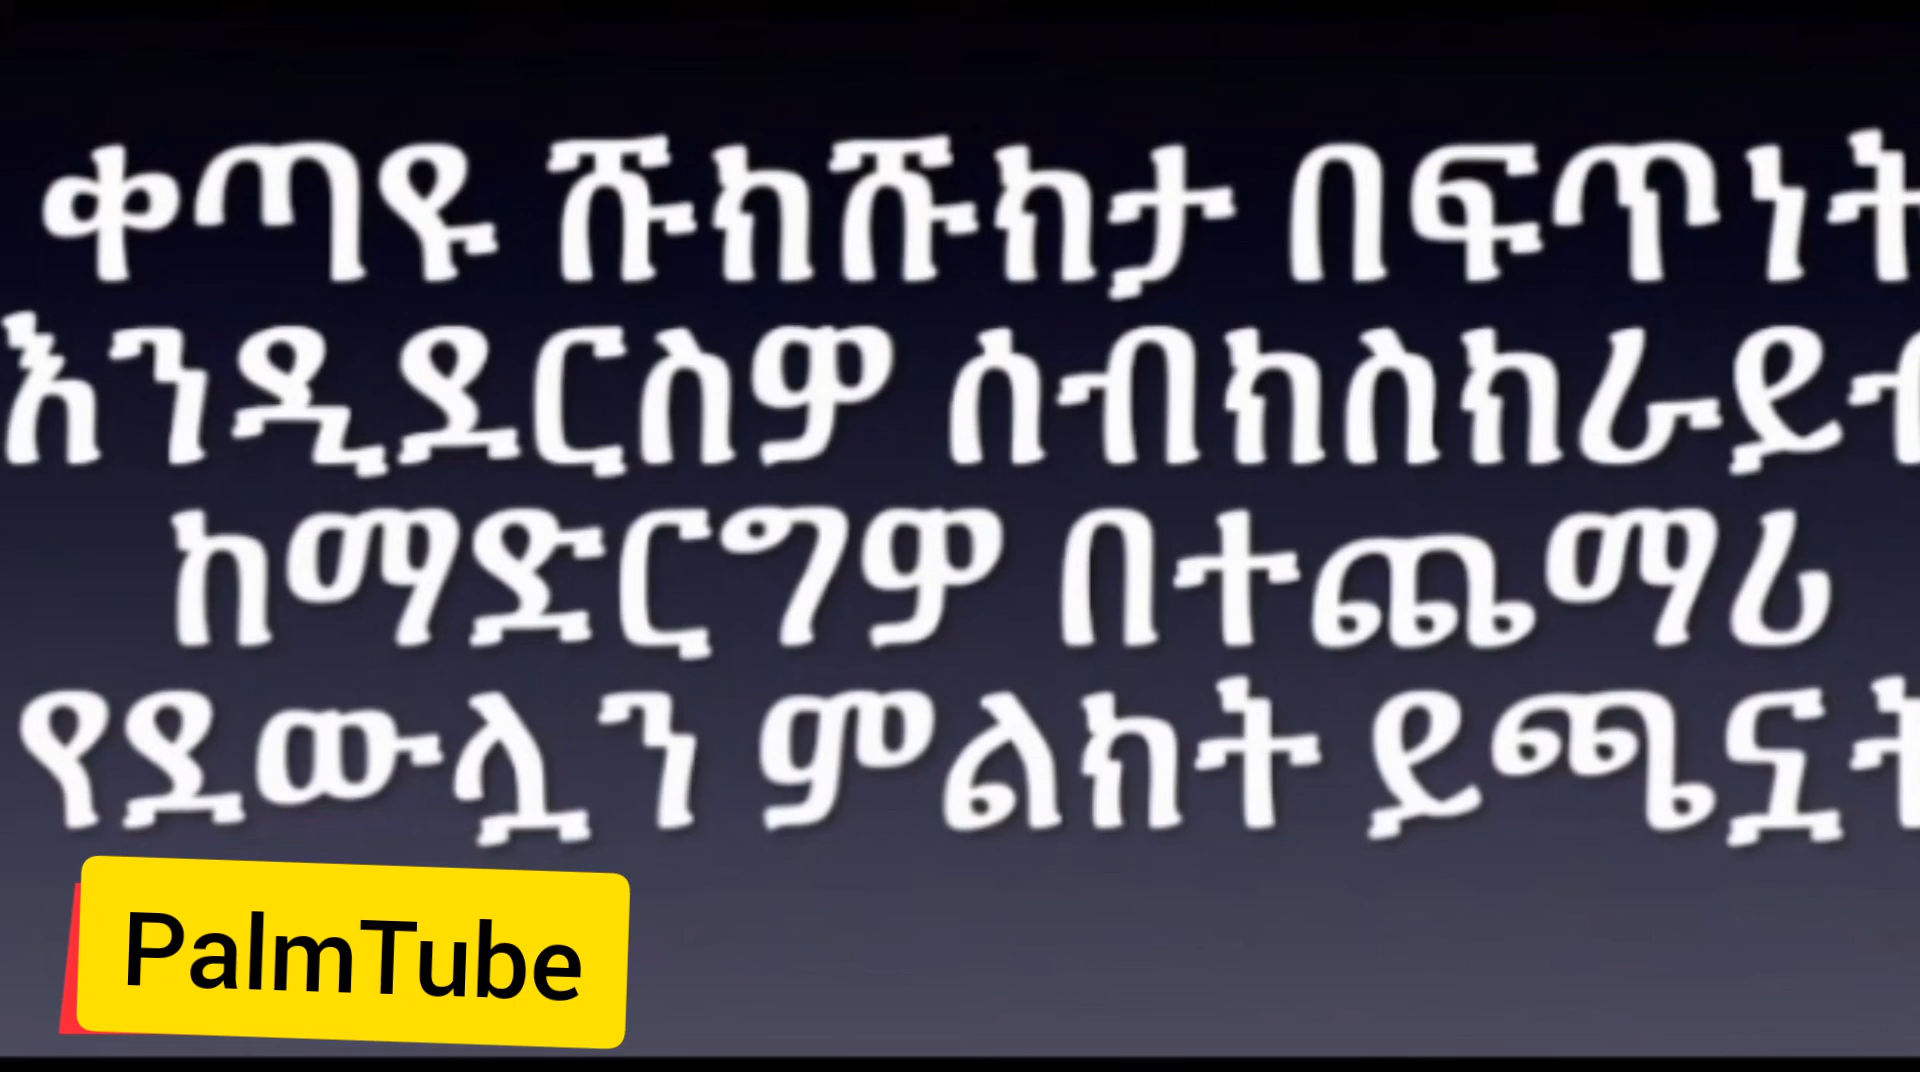 ቀጣዩ ሹክሹክታ በፍጥነት
እንዲደርስዎ ሰብክስክራይብ
ከማድርግዎ በተጨማሪ
የደውሏን ምልክት ይጫኗት
PalmTube